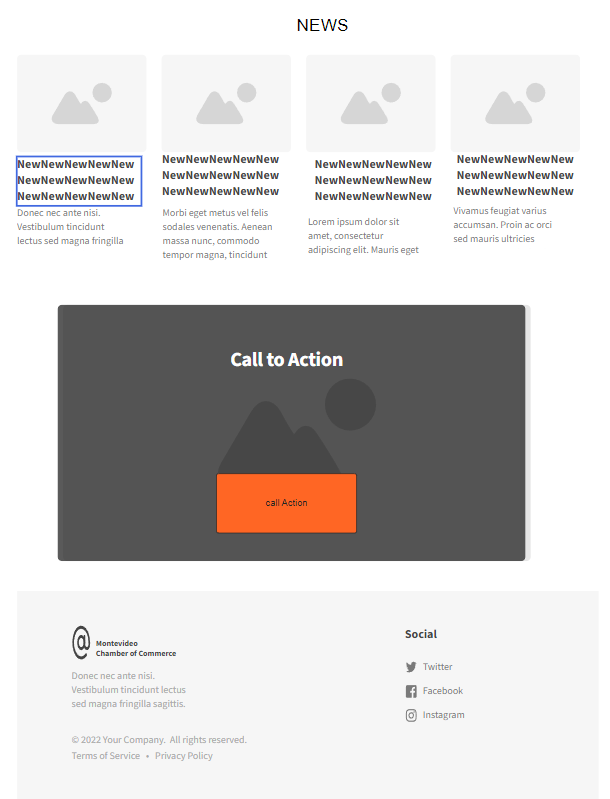 NEWS
NewNewNewNewNew
NewNewNewNewNew
NewNewNewNewNew
Donec nec ante nisi.
Vestibulum tincidunt
lectus sed magna fringilla
NewNewNewNewNew
NewNewNewNewNew
NewNewNewNewNew
Morbi eget metus vel felis
sodales venenatis. Aenean
massa nunc, commodo
tempor magna, tincidunt
NewNewNewNewNew
NewNewNewNewNew
NewNewNewNewNew
Lorem ipsum dolor sit
amet, consectetur
adipiscing elit. Mauris eget
NewNewNewNewNew
NewNewNewNewNew
NewNewNewNewNew
Vivamus feugiat varius
accumsan. Proin ac orci
sed mauris ultricies
Call to Action
call Action
@ Montevideo
Chamber of Commerce
Donec nec ante nisi.
Vestibulum tincidunt lectus
sed magna fringilla sagittis.
© 2022 Your Company. All rights reserved.
Terms of Service • Privacy Policy
Social
Twitter
Facebook
Instagram